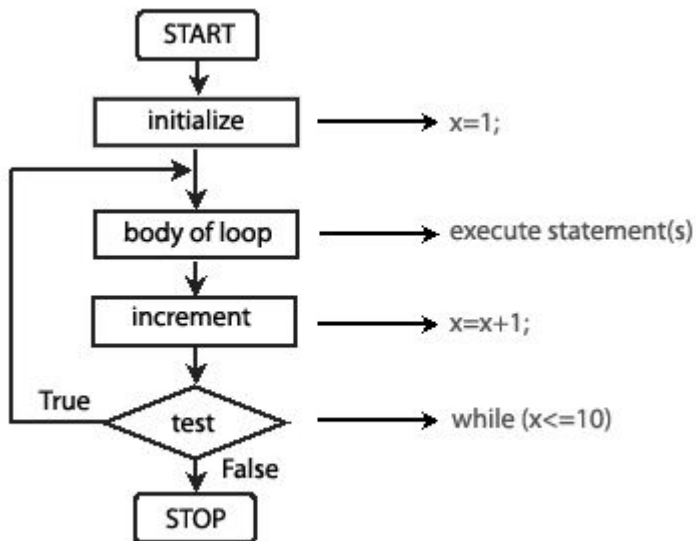 START
initialize
x=1;
body of loop
execute statement(s)
increment
x=x+1;
True
test
while (x<=10)
False
STOP